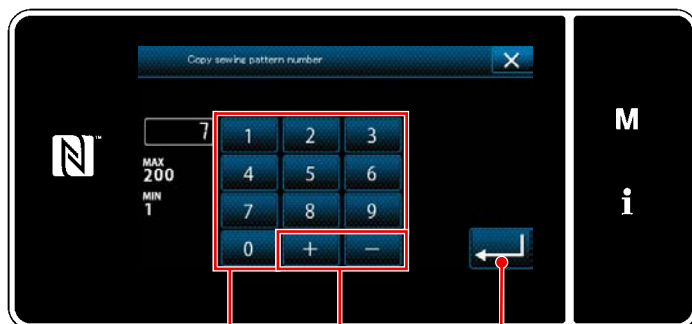 Copy sewing pattern number
7
MAX
200
MIN
1
1 2 3
4 5 6
7 8 9
0 + −
M
i
N